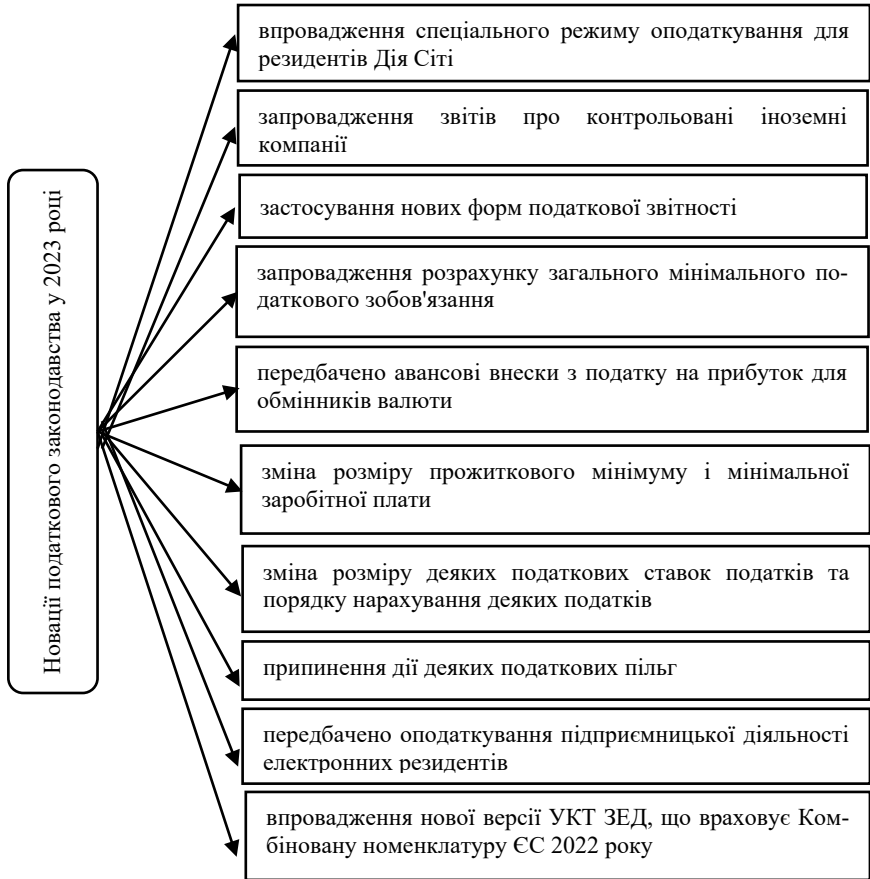 Новації податкового законодавства у 2023 році
впровадження спеціального режиму оподаткування для
резидентів Дія Сіті
запровадження звітів про контрольовані іноземні
компанії
застосування нових форм податкової звітності
запровадження розрахунку загального мінімального по-
даткового зобов'язання
передбачено авансові внески з податку на прибуток для
обмінників валюти
зміна розміру прожиткового мінімуму і мінімальної
заробітної плати
зміна розміру деяких податкових ставок податків та
порядку нарахування деяких податків
припинення дії деяких податкових пільг
передбачено оподаткування підприємницької діяльності
електронних резидентів
впровадження нової версії УКТ ЗЕД, що враховує Ком-
біновану номенклатуру ЄС 2022 року